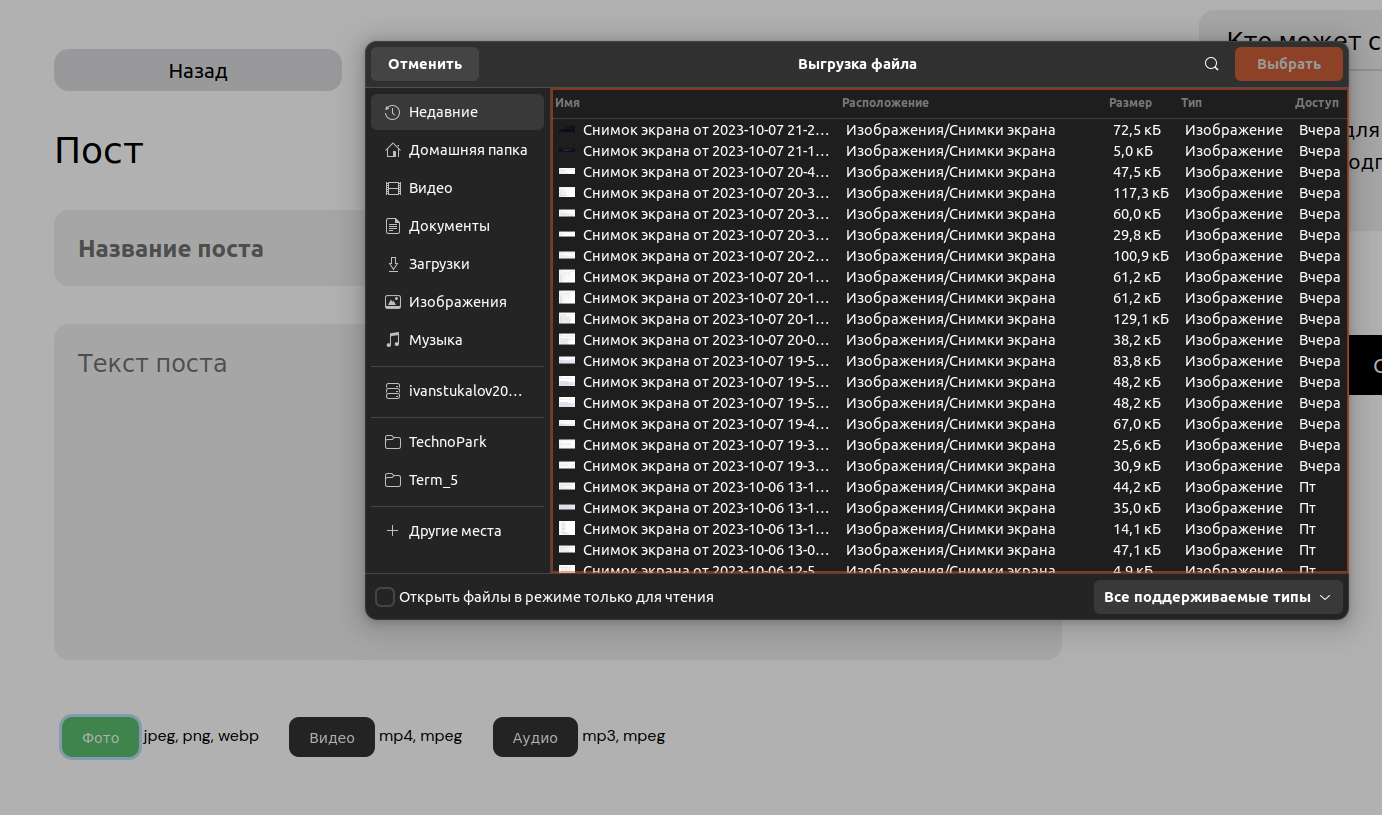 Кто может с
Назад
Пост
Название поста
Текст поста
Отменить
Выгрузка файла
Выбрать
Недавние
Домашняя папка
Видео
Документы
Загрузки
Изображения
Музыка
ivanstukalov20...
TechnoPark
Term_5
Другие места
Имя Расположение Размер Тип Доступ
Снимок экрана от 2023-10-07 21-2... Изображения/Снимки экрана 72,5 кБ Изображение Вчера
Снимок экрана от 2023-10-07 21-1... Изображения/Снимки экрана 5,0 кБ Изображение Вчера
Снимок экрана от 2023-10-07 20-4... Изображения/Снимки экрана 47,5 кБ Изображение Вчера
Снимок экрана от 2023-10-07 20-3... Изображения/Снимки экрана 117,3 кБ Изображение Вчера
Снимок экрана от 2023-10-07 20-3... Изображения/Снимки экрана 60,0 кБ Изображение Вчера
Снимок экрана от 2023-10-07 20-3... Изображения/Снимки экрана 29,8 кБ Изображение Вчера
Снимок экрана от 2023-10-07 20-2... Изображения/Снимки экрана 100,9 кБ Изображение Вчера
Снимок экрана от 2023-10-07 20-1... Изображения/Снимки экрана 61,2 кБ Изображение Вчера
Снимок экрана от 2023-10-07 20-1... Изображения/Снимки экрана 61,2 кБ Изображение Вчера
Снимок экрана от 2023-10-07 20-1... Изображения/Снимки экрана 129,1 кБ Изображение Вчера
Снимок экрана от 2023-10-07 20-0... Изображения/Снимки экрана 38,2 кБ Изображение Вчера
Снимок экрана от 2023-10-07 19-5... Изображения/Снимки экрана 83,8 кБ Изображение Вчера
Снимок экрана от 2023-10-07 19-5... Изображения/Снимки экрана 48,2 кБ Изображение Вчера
Снимок экрана от 2023-10-07 19-5... Изображения/Снимки экрана 48,2 кБ Изображение Вчера
Снимок экрана от 2023-10-07 19-4... Изображения/Снимки экрана 67,0 кБ Изображение Вчера
Снимок экрана от 2023-10-07 19-3... Изображения/Снимки экрана 25,6 кБ Изображение Вчера
Снимок экрана от 2023-10-07 19-3... Изображения/Снимки экрана 30,9 кБ Изображение Вчера
Снимок экрана от 2023-10-06 13-1... Изображения/Снимки экрана 44,2 кБ Изображение Пт
Снимок экрана от 2023-10-06 13-1... Изображения/Снимки экрана 35,0 кБ Изображение Пт
Снимок экрана от 2023-10-06 13-1... Изображения/Снимки экрана 14,1 кБ Изображение Пт
Снимок экрана от 2023-10-06 13-0... Изображения/Снимки экрана 47,1 кБ Изображение Пт
Снимок экрана от 2023-10-06 12-5... Изображения/Снимки экрана 4,9 кБ Изображение Пт
Открыть файлы в режиме только для чтения
Все поддерживаемые типы
Фото jpeg, png, webp Видео mp4, mpeg Аудио mp3, mpeg